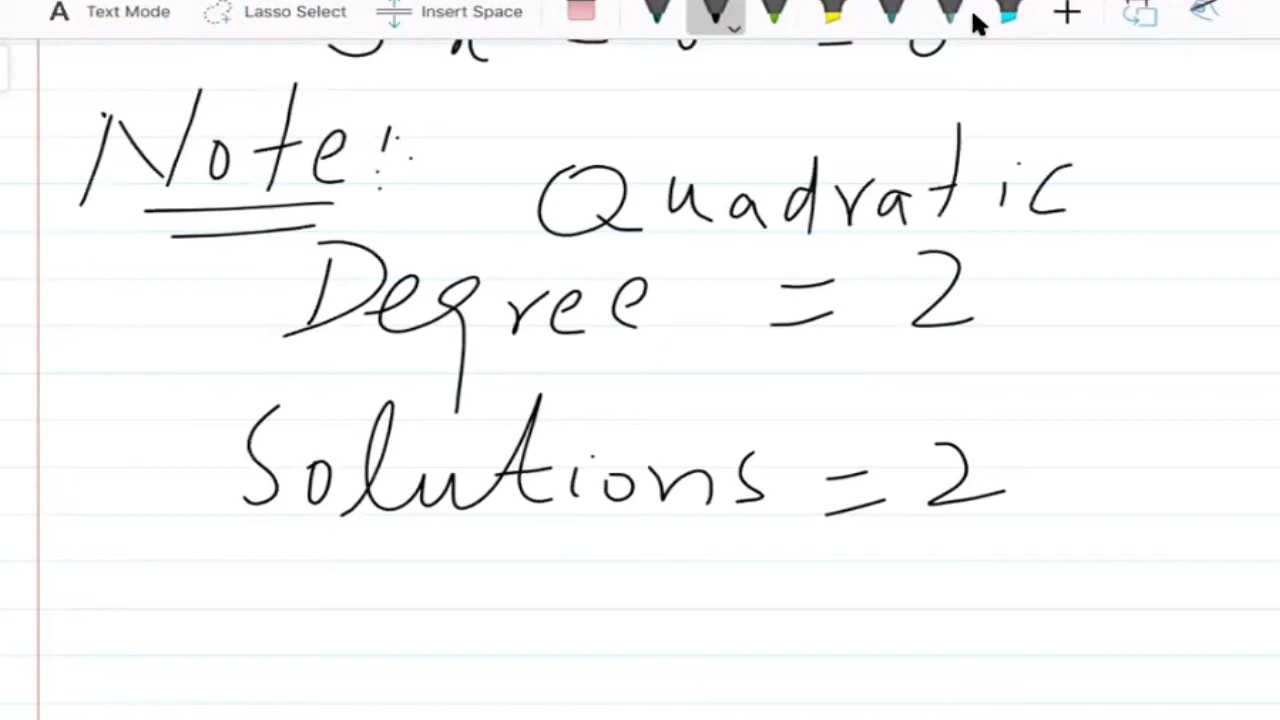 Text Mode Lasso Select Insert Space
Note:
Quadratic
Degree = 2
Solutions = 2